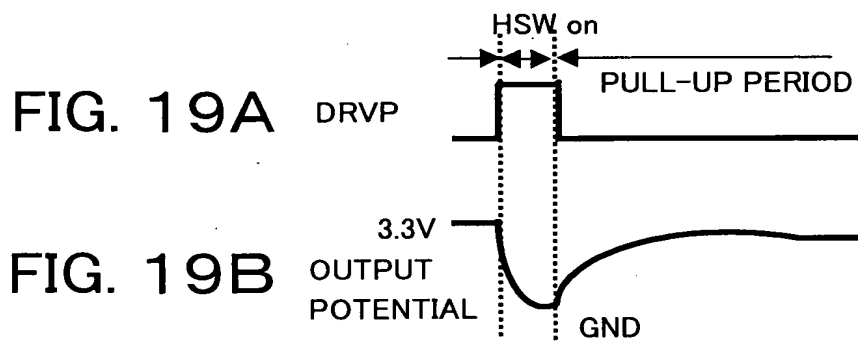 HSW on
PULL-UP PERIOD
FIG. 19A DRVP
3.3V
FIG. 19B OUTPUT
POTENTIAL
GND